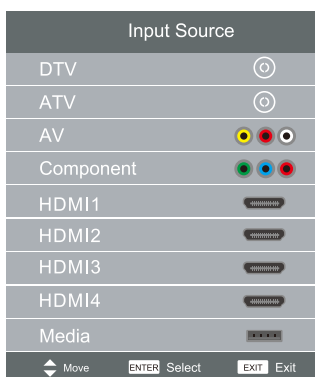 Input Source
DTV
ATV
AV
Component
HDMI1
HDMI2
HDMI3
HDMI4
Media
Move ENTER Select EXIT Exit